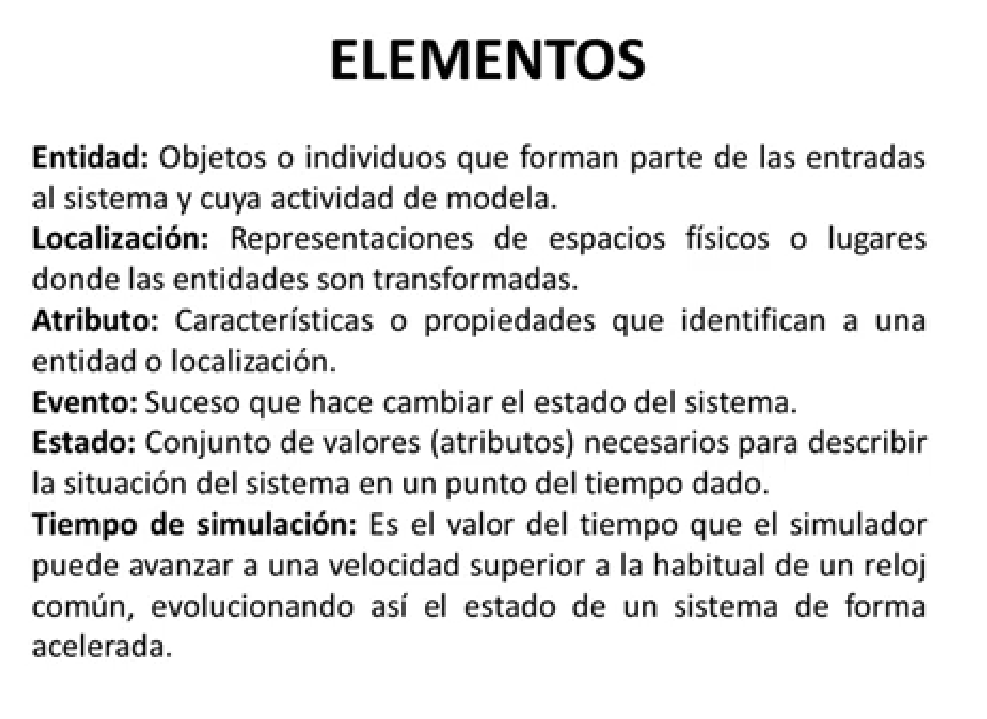 ELEMENTOS
Entidad: Objetos o individuos que forman parte de las entradas
al sistema y cuya actividad de modela.
Localización: Representaciones de espacios físicos o lugares
donde las entidades son transformadas.
Atributo: Características o propiedades que identifican a una
entidad o localización.
Evento: Suceso que hace cambiar el estado del sistema.
Estado: Conjunto de valores (atributos) necesarios para describir
la situación del sistema en un punto del tiempo dado.
Tiempo de simulación: Es el valor del tiempo que el simulador
puede avanzar a una velocidad superior a la habitual de un reloj
común, evolucionando así el estado de un sistema de forma
acelerada.